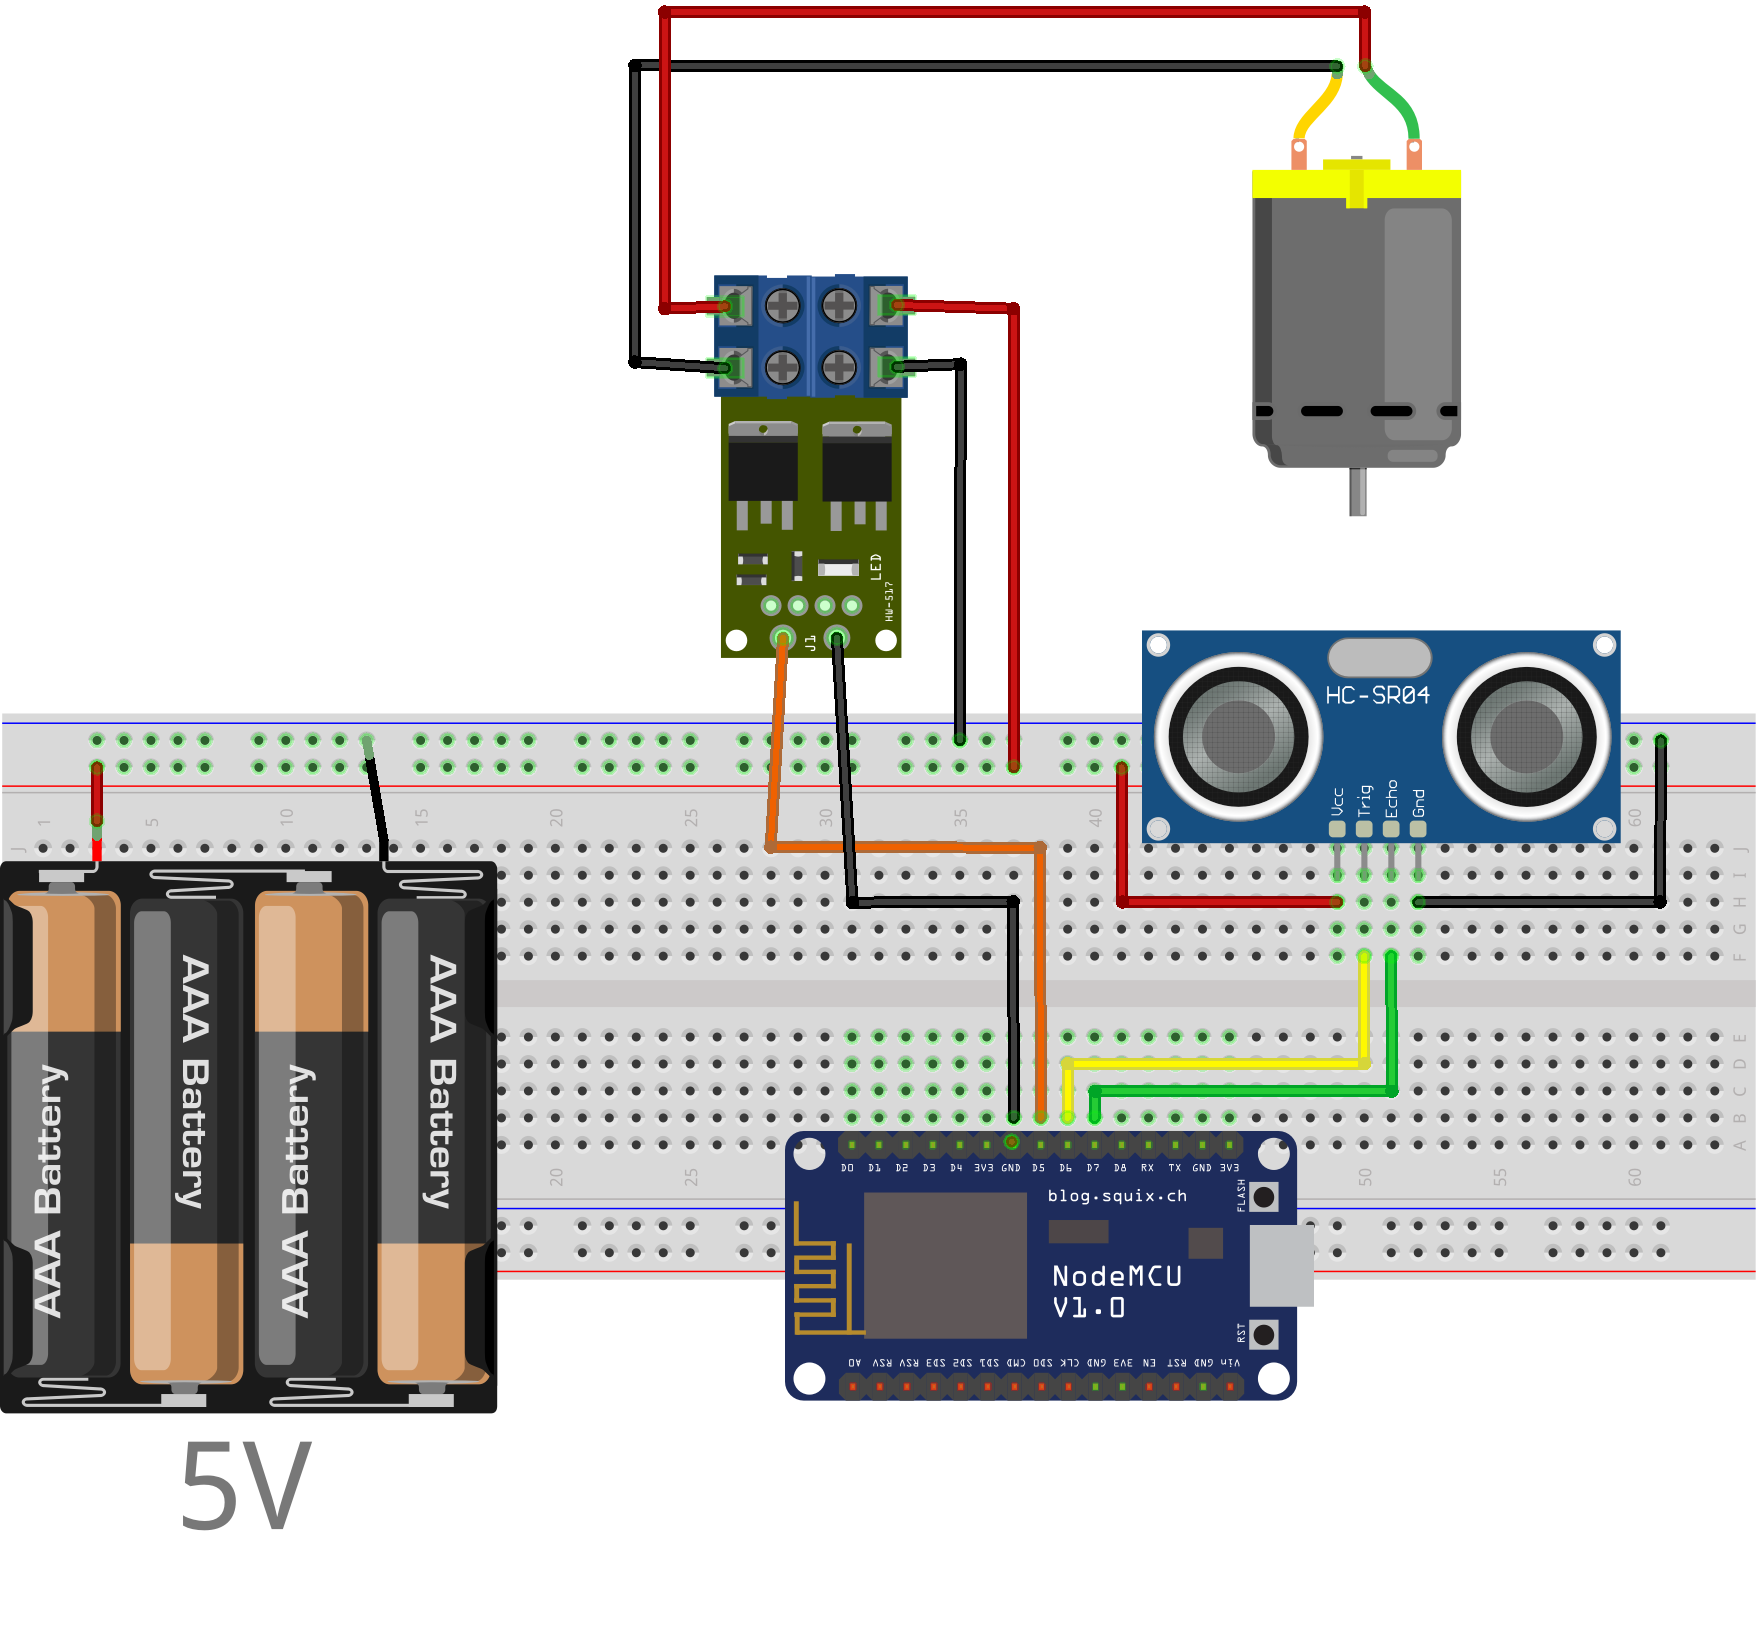 LED
HW-517
J1
HC-SR04
Vcc
Trig
Echo
Gnd
1
5
10
15
20
25
30
35
40
60
J
J
I
H
G
F
E
D
C
B
A
20
25
50
55
60
AAA Battery
AAA Battery
AAA Battery
AAA Battery
D0 D1 D2 D3 D4 3V3 GND D5 D6 D7 D8 RX TX GND 3V3
blog.squix.ch
FLASH
NodeMCU
V1.0
RST
A0 RSV RSV SD3 SD2 SD1 CMD SD0 CLK GND 3V3 EN RST GND Vin
5V